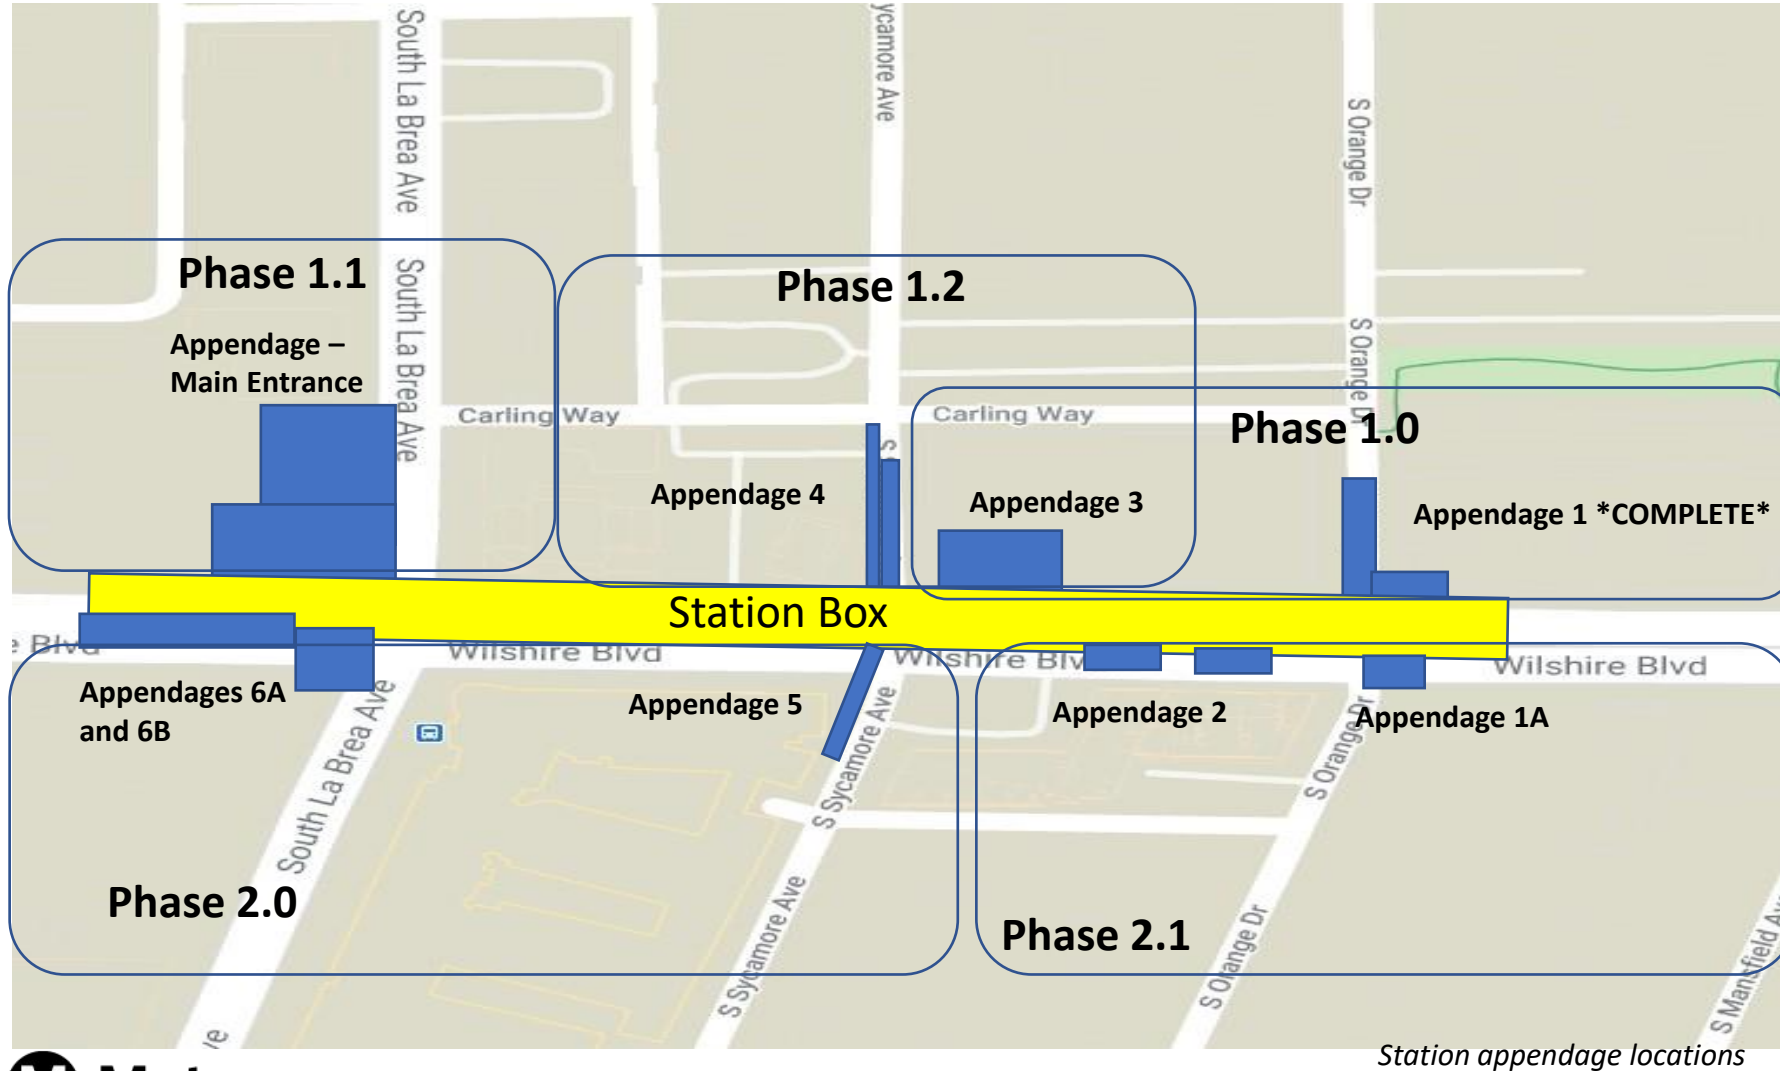 South La Brea Ave
Sycamore Ave
S Orange Dr
Phase 1.1
South La Brea Ave
Phase 1.2
S Orange Dr
Appendage –
Main Entrance
Carling Way
Carling Way
Phase 1.0
Appendage 4
Appendage 3
Appendage 1 *COMPLETE*
Station Box
Blvd
Wilshire Blvd
Wilshire Blv
Wilshire Blvd
Appendages 6A
and 6B
Appendage 5
Appendage 2
Appendage 1A
South La Brea Ave
S Sycamore Ave
S Orange Dr
Phase 2.0
Phase 2.1
S Sycamore Ave
S Orange Dr
S Mansfield Av
Station appendage locations